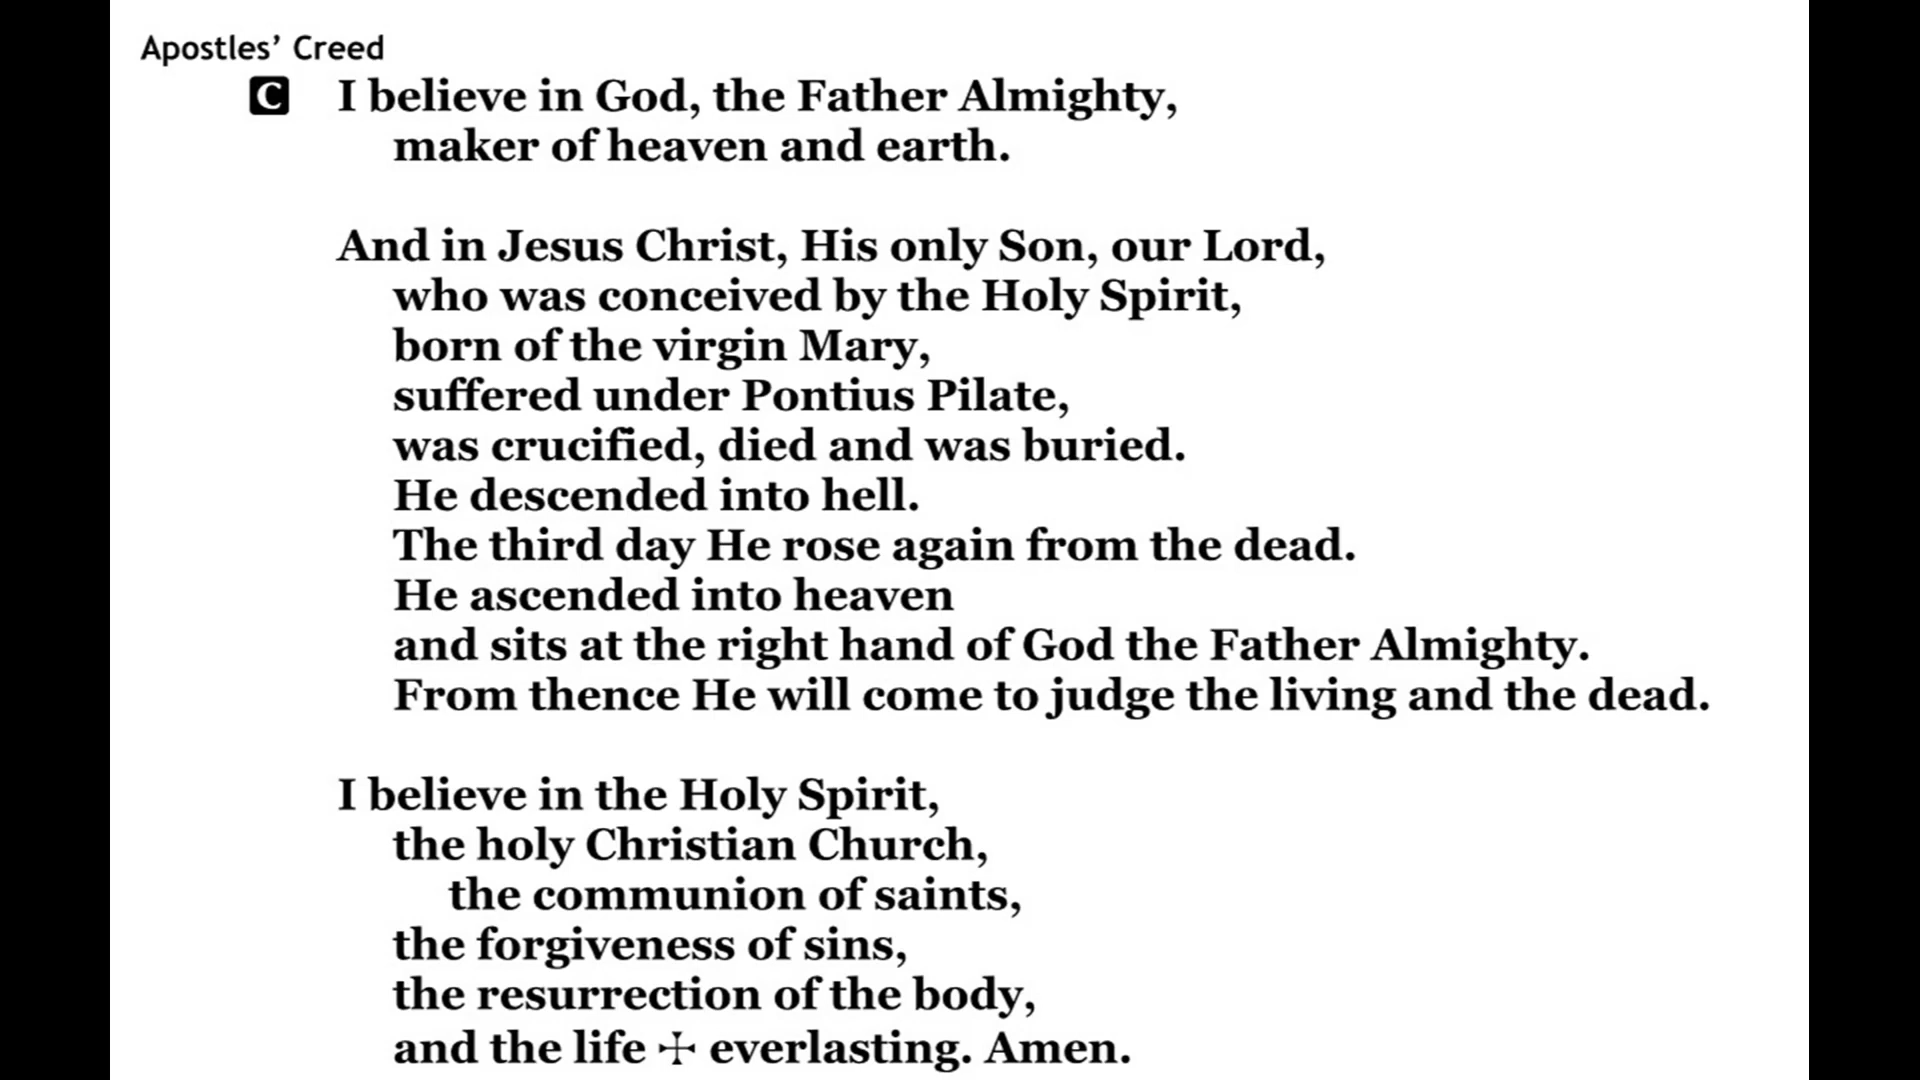 Apostles’ Creed
C I believe in God, the Father Almighty,
maker of heaven and earth.
And in Jesus Christ, His only Son, our Lord,
who was conceived by the Holy Spirit,
born of the virgin Mary,
suffered under Pontius Pilate,
was crucified, died and was buried.
He descended into hell.
The third day He rose again from the dead.
He ascended into heaven
and sits at the right hand of God the Father Almighty.
From thence He will come to judge the living and the dead.
I believe in the Holy Spirit,
the holy Christian Church,
the communion of saints,
the forgiveness of sins,
the resurrection of the body,
and the life ☩ everlasting. Amen.